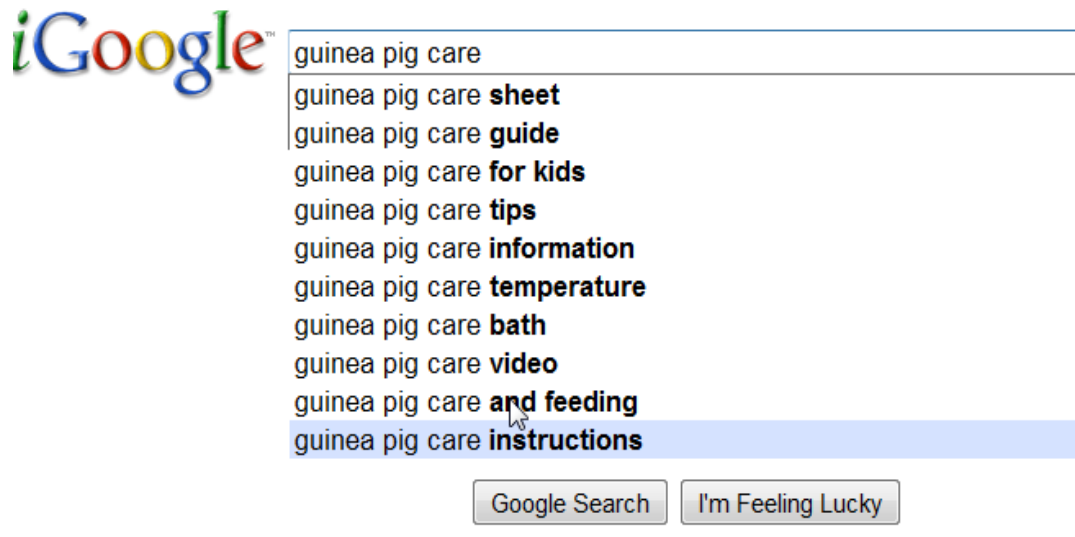 iGoogle™
guinea pig care
guinea pig care sheet
guinea pig care guide
guinea pig care for kids
guinea pig care tips
guinea pig care information
guinea pig care temperature
guinea pig care bath
guinea pig care video
guinea pig care and feeding
guinea pig care instructions
Google Search I'm Feeling Lucky